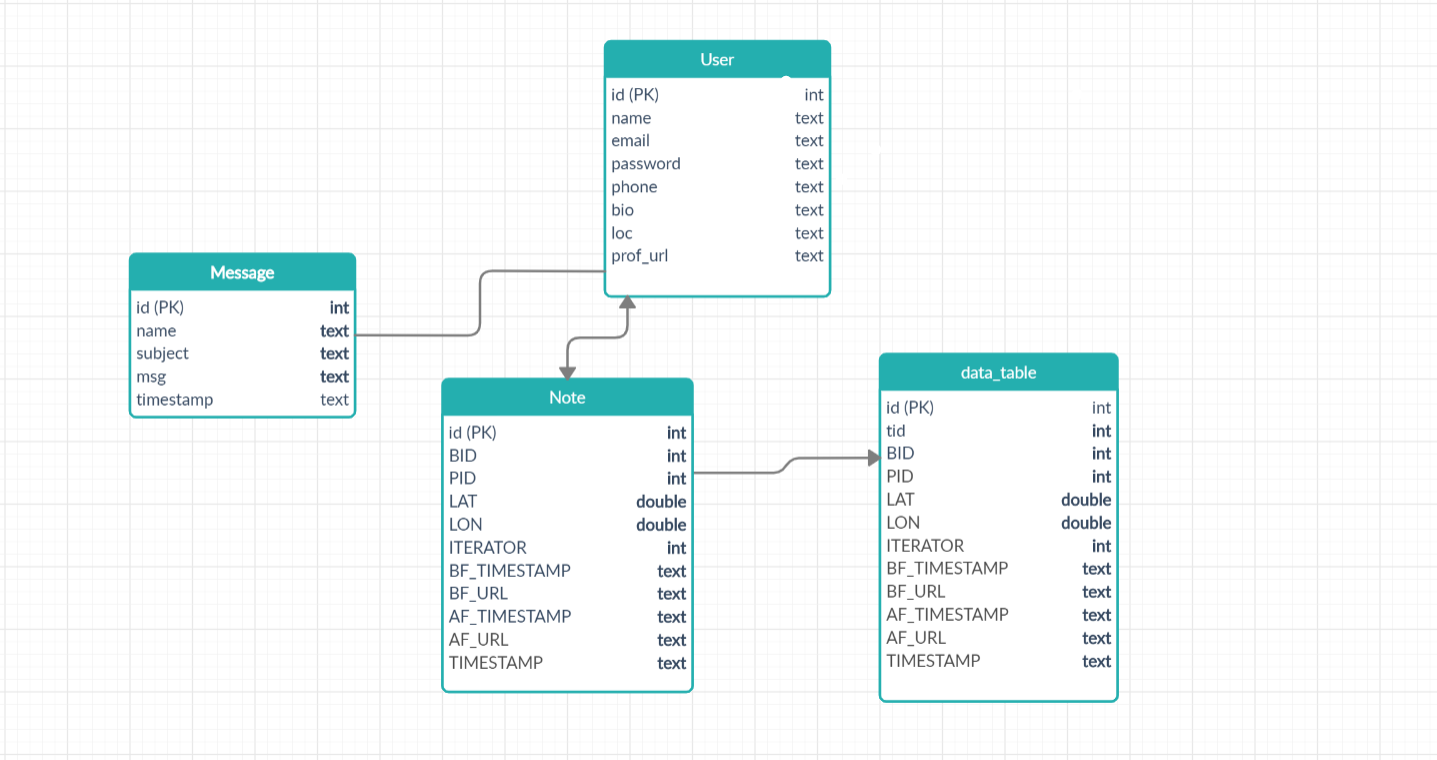 User
id (PK) int
name text
email text
password text
phone text
bio text
loc text
prof_url text
Message
id (PK) int
name text
subject text
msg text
timestamp text
Note
id (PK) int
BID int
PID int
LAT double
LON double
ITERATOR int
BF_TIMESTAMP text
BF_URL text
AF_TIMESTAMP text
AF_URL text
TIMESTAMP text
data_table
id (PK) int
tid int
BID int
PID int
LAT double
LON double
ITERATOR int
BF_TIMESTAMP text
BF_URL text
AF_TIMESTAMP text
AF_URL text
TIMESTAMP text